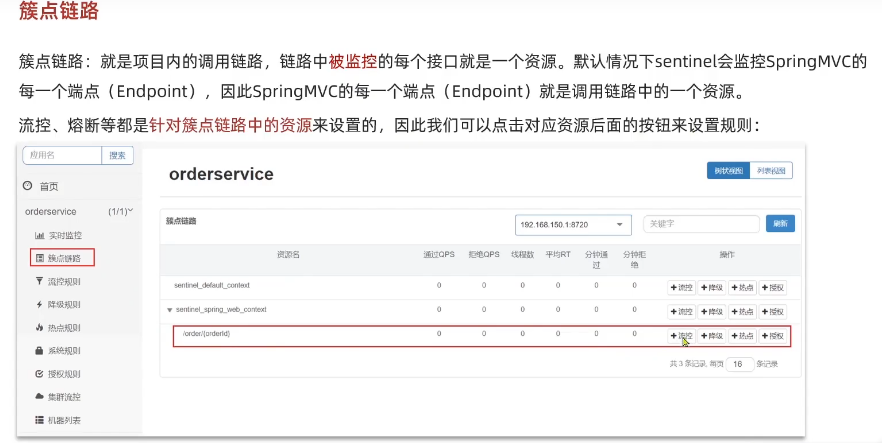 簇点链路
簇点链路：就是项目内的调用链路，链路中被监控的每个接口就是一个资源。默认情况下sentinel会监控SpringMVC的
每一个端点（Endpoint），因此SpringMVC的每一个端点（Endpoint）就是调用链路中的一个资源。
流控、熔断等都是针对簇点链路中的资源来设置的，因此我们可以点击对应资源后面的按钮来设置规则：
应用名 搜索
首页
orderservice (1/1)
实时监控
簇点链路
流控规则
降级规则
热点规则
系统规则
授权规则
集群流控
机器列表
orderservice 树状视图 列表视图
簇点链路 192.168.150.1:8720 关键字 刷新
资源名 通过QPS 拒绝QPS 线程数 平均RT 分钟通过 分钟拒绝 操作
sentinel_default_context 0 0 0 0 0 0 +流控 +降级 +热点 +授权
sentinel_spring_web_context 0 0 0 0 0 0 +流控 +降级 +热点 +授权
/order/{orderId} 0 0 0 0 0 0 +流控 +降级 +热点 +授权
共 3 条记录, 每页 16 条记录